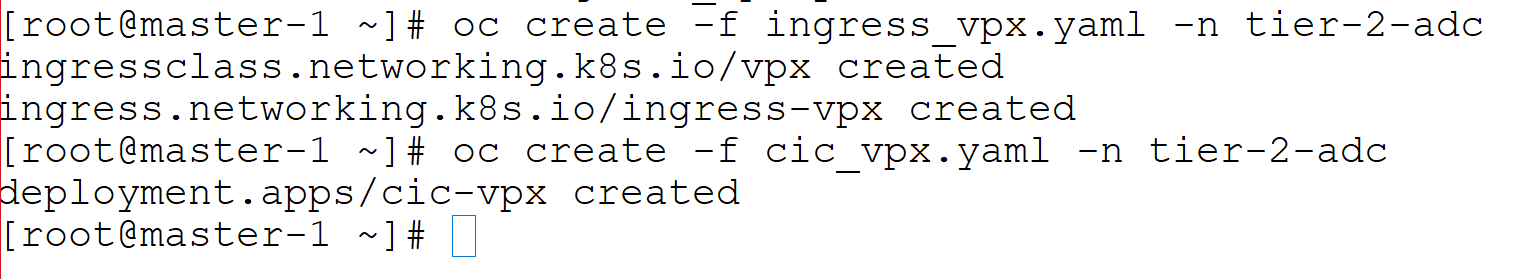 [root@master-1 ~]# oc create -f ingress_vpx.yaml -n tier-2-adc
ingressclass.networking.k8s.io/vpx created
ingress.networking.k8s.io/ingress-vpx created
[root@master-1 ~]# oc create -f cic_vpx.yaml -n tier-2-adc
deployment.apps/cic-vpx created
[root@master-1 ~]#